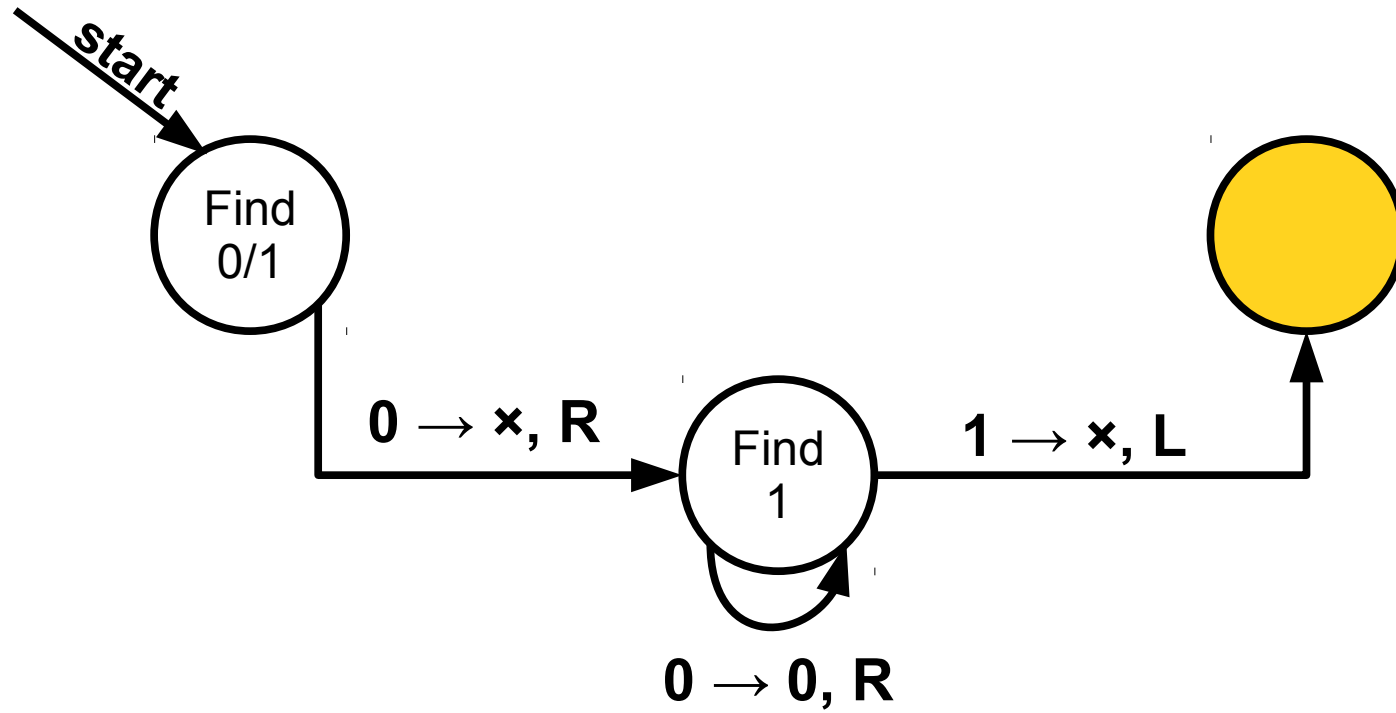 start
Find
0/1
0 → ×, R
Find
1
1 → ×, L
0 → 0, R